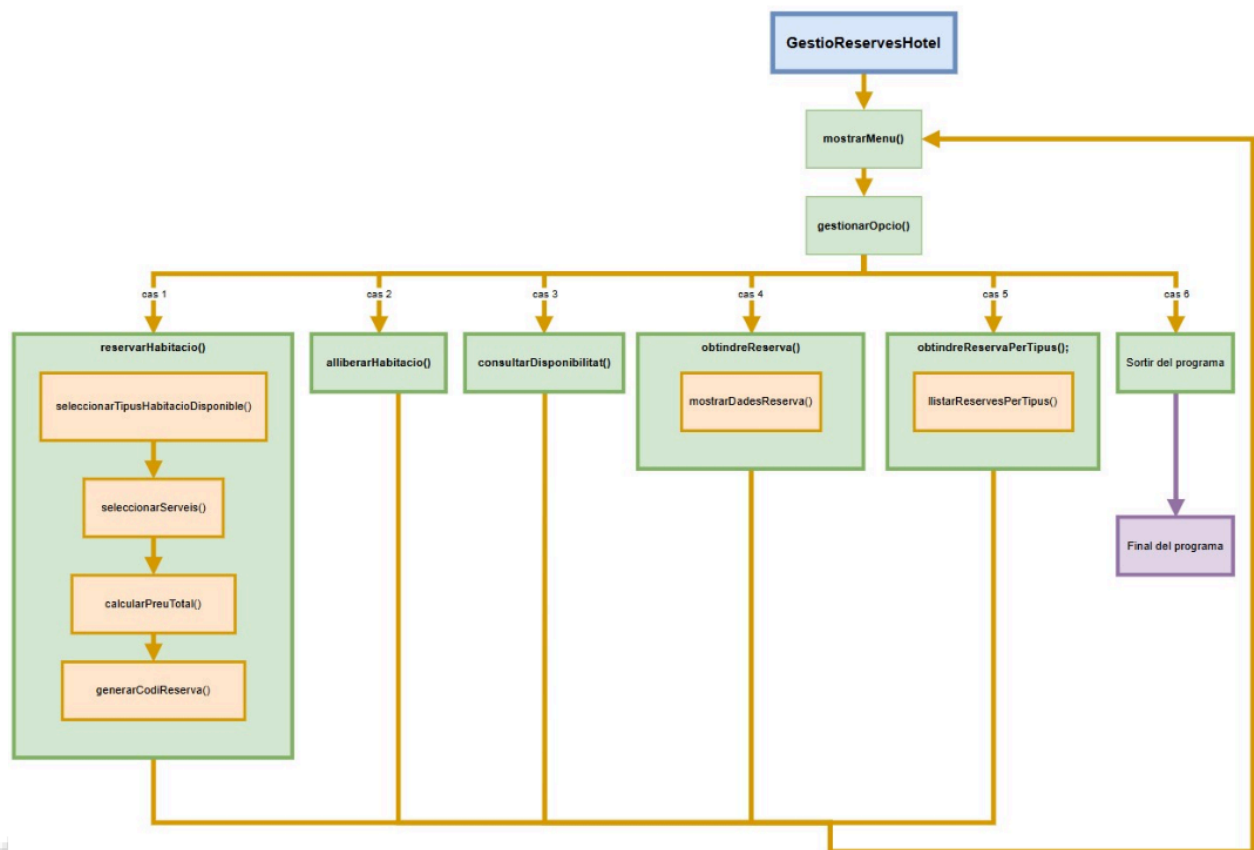 GestioReservesHotel
mostrarMenu()
gestionarOpcio()
cas 1
cas 2
cas 3
cas 4
cas 5
cas 6
reservarHabitacio()
seleccionarTipusHabitacioDisponible()
seleccionarServeis()
calcularPreuTotal()
generarCodiReserva()
alliberarHabitacio()
consultarDisponibilitat()
obtindreReserva()
mostrarDadesReserva()
obtindreReservaPerTipus();
llistarReservesPerTipus()
Sortir del programa
Final del programa